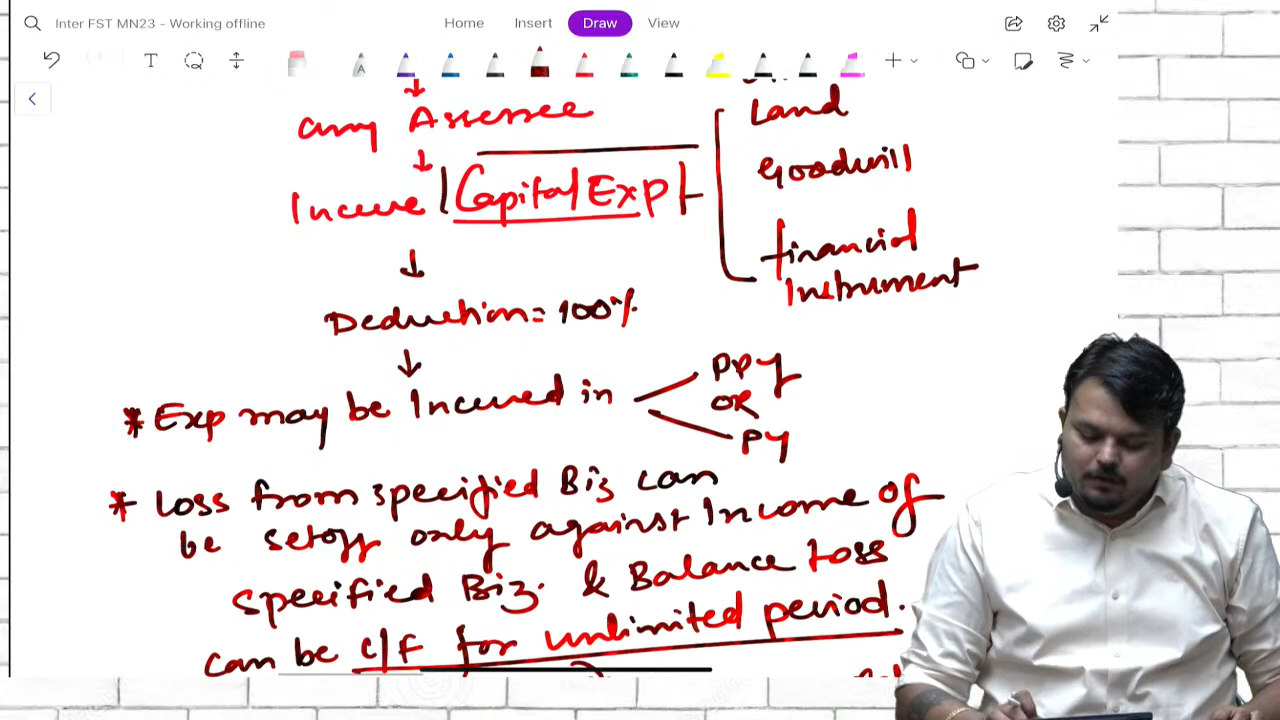 Inter FST MN23 - Working offline
Home Insert Draw View
any Assessee
Incure Capital Exp
Land
Goodwill
financial
Instrument
Deduction = 100%
* Exp may be Incured in
PPY
OR
PY
* Loss from specified Biz can
be setoff only against Income of
specified Biz. & Balance loss
can be c/f for unlimited period.